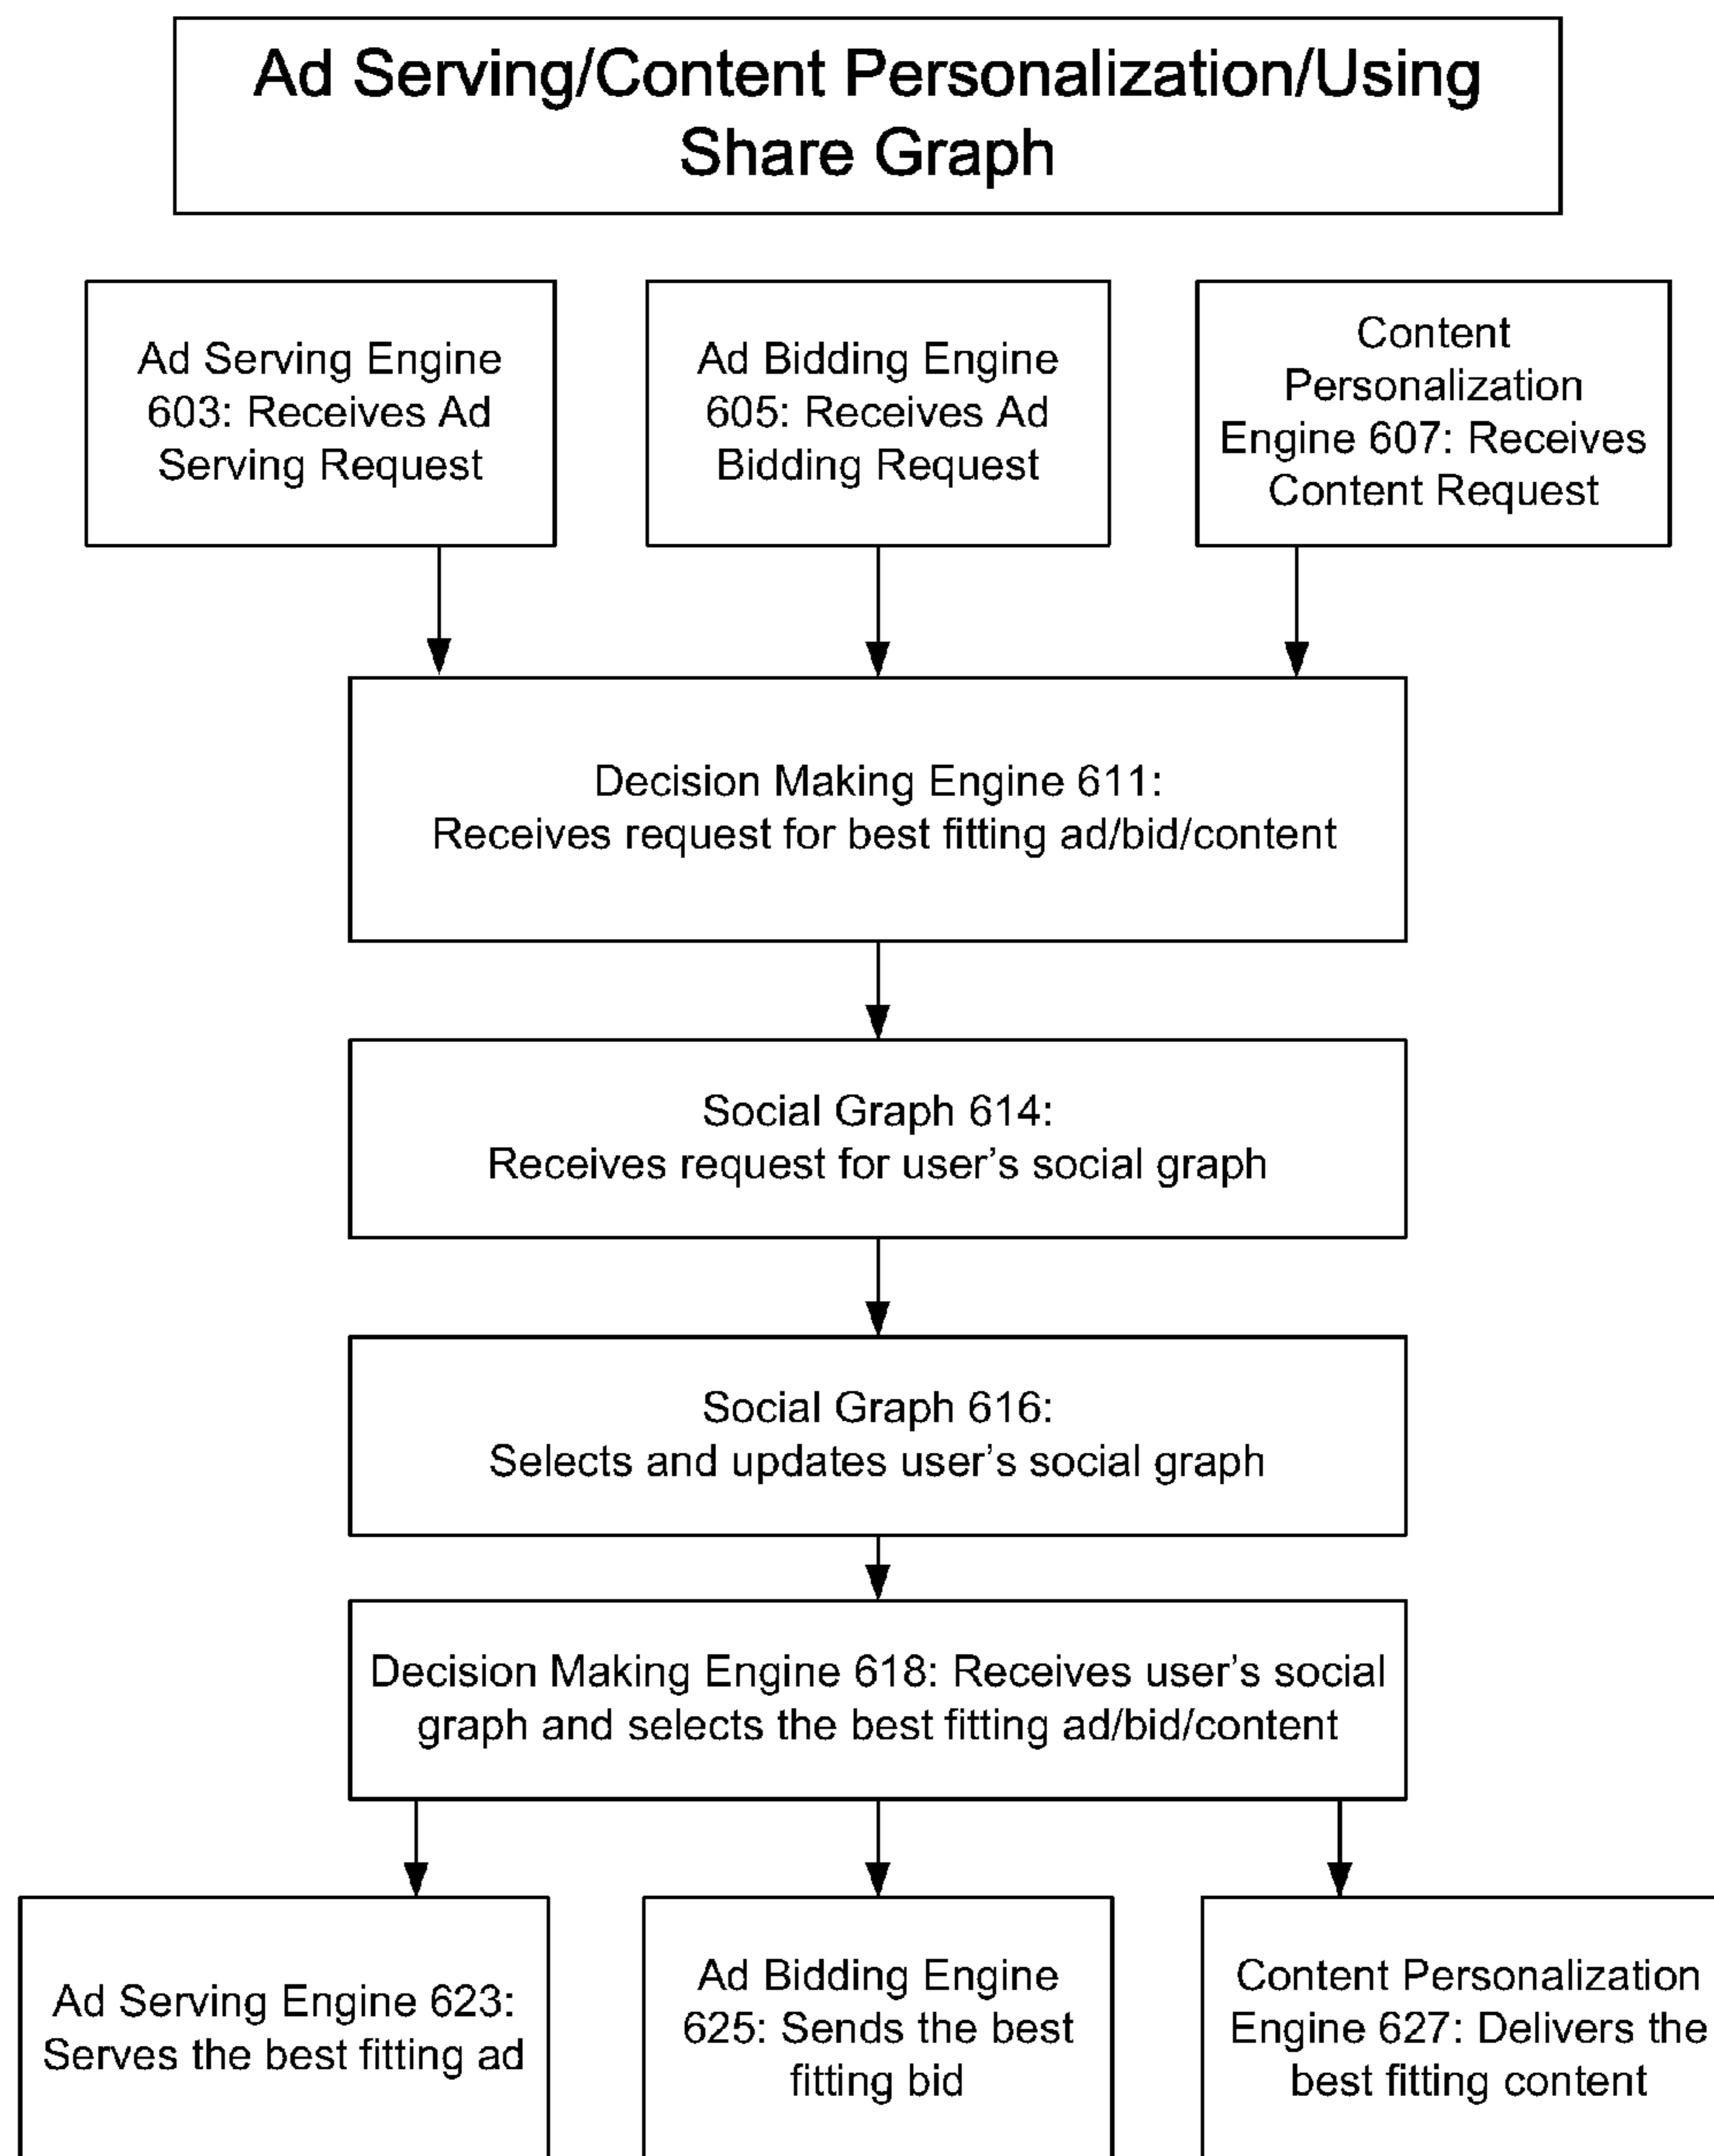 Ad Serving/Content Personalization/Using
Share Graph
Ad Serving Engine
603: Receives Ad
Serving Request
Ad Bidding Engine
605: Receives Ad
Bidding Request
Content
Personalization
Engine 607: Receives
Content Request
Decision Making Engine 611:
Receives request for best fitting ad/bid/content
Social Graph 614:
Receives request for user's social graph
Social Graph 616:
Selects and updates user's social graph
Decision Making Engine 618: Receives user's social
graph and selects the best fitting ad/bid/content
Ad Serving Engine 623:
Serves the best fitting ad
Ad Bidding Engine
625: Sends the best
fitting bid
Content Personalization
Engine 627: Delivers the
best fitting content